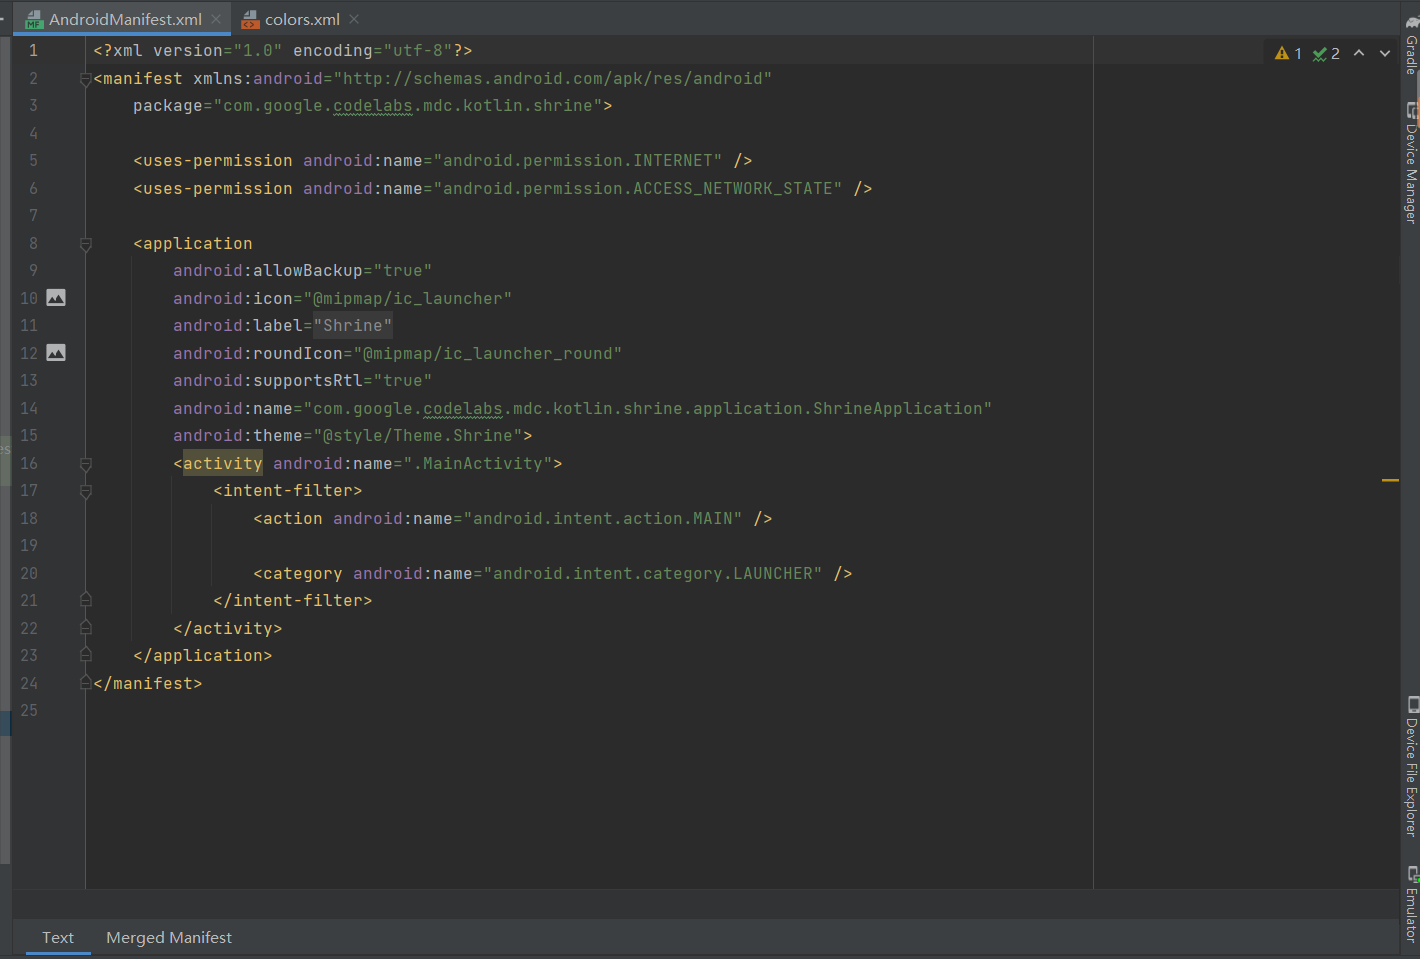 AndroidManifest.xml
colors.xml
1 <?xml version="1.0" encoding="utf-8"?>
2 <manifest xmlns:android="http://schemas.android.com/apk/res/android"
3 package="com.google.codelabs.mdc.kotlin.shrine">
4
5 <uses-permission android:name="android.permission.INTERNET" />
6 <uses-permission android:name="android.permission.ACCESS_NETWORK_STATE" />
7
8 <application
9 android:allowBackup="true"
10 android:icon="@mipmap/ic_launcher"
11 android:label="Shrine"
12 android:roundIcon="@mipmap/ic_launcher_round"
13 android:supportsRtl="true"
14 android:name="com.google.codelabs.mdc.kotlin.shrine.application.ShrineApplication"
15 android:theme="@style/Theme.Shrine">
16 <activity android:name=".MainActivity">
17 <intent-filter>
18 <action android:name="android.intent.action.MAIN" />
19
20 <category android:name="android.intent.category.LAUNCHER" />
21 </intent-filter>
22 </activity>
23 </application>
24 </manifest>
25
1 2
Gradle
Device Manager
Device File Explorer
Emulator
Text
Merged Manifest